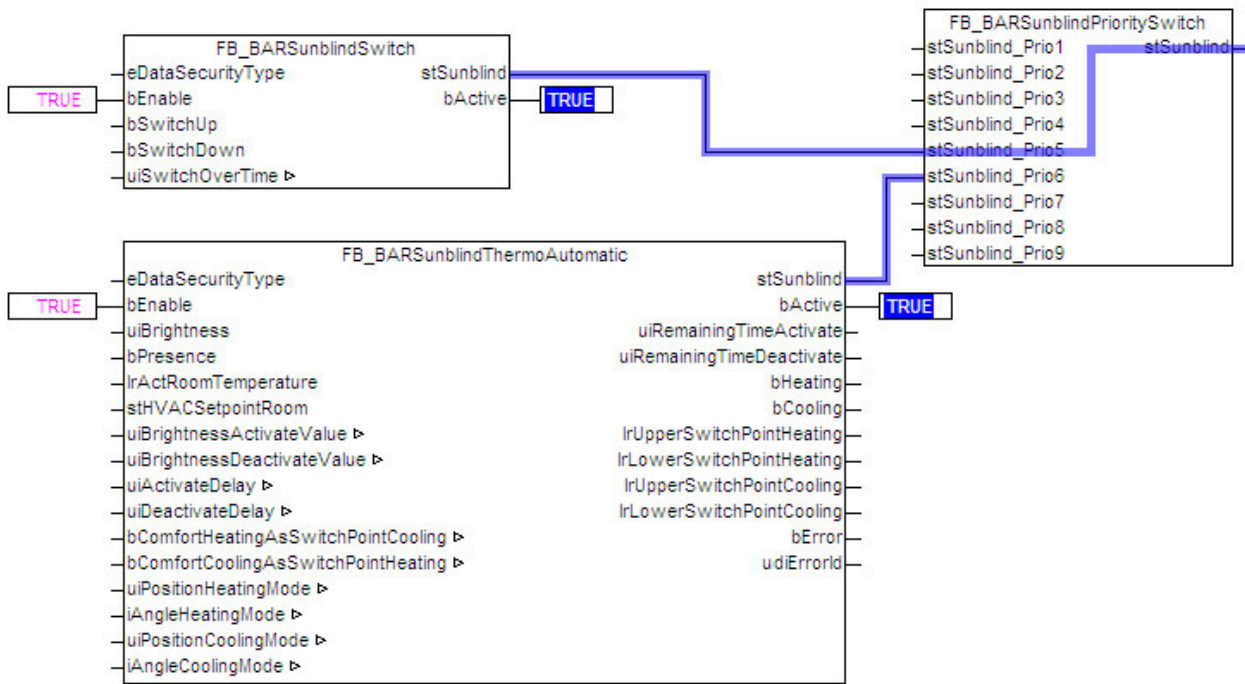 FB_BARSunblindSwitch
eDataSecurityType stSunblind
TRUE bEnable bActive TRUE
bSwitchUp
bSwitchDown
uiSwitchOverTime
FB_BARSunblindPrioritySwitch
stSunblind_Prio1 stSunblind
stSunblind_Prio2
stSunblind_Prio3
stSunblind_Prio4
stSunblind_Prio5
stSunblind_Prio6
stSunblind_Prio7
stSunblind_Prio8
stSunblind_Prio9
FB_BARSunblindThermoAutomatic
eDataSecurityType stSunblind
TRUE bEnable bActive TRUE
uiBrightness uiRemainingTimeActivate
bPresence uiRemainingTimeDeactivate
lrActRoomTemperature bHeating
stHVACSetpointRoom bCooling
uiBrightnessActivateValue lrUpperSwitchPointHeating
uiBrightnessDeactivateValue lrLowerSwitchPointHeating
uiActivateDelay lrUpperSwitchPointCooling
uiDeactivateDelay lrLowerSwitchPointCooling
bComfortHeatingAsSwitchPointCooling bError
bComfortCoolingAsSwitchPointHeating udiErrorId
uiPositionHeatingMode
iAngleHeatingMode
uiPositionCoolingMode
iAngleCoolingMode